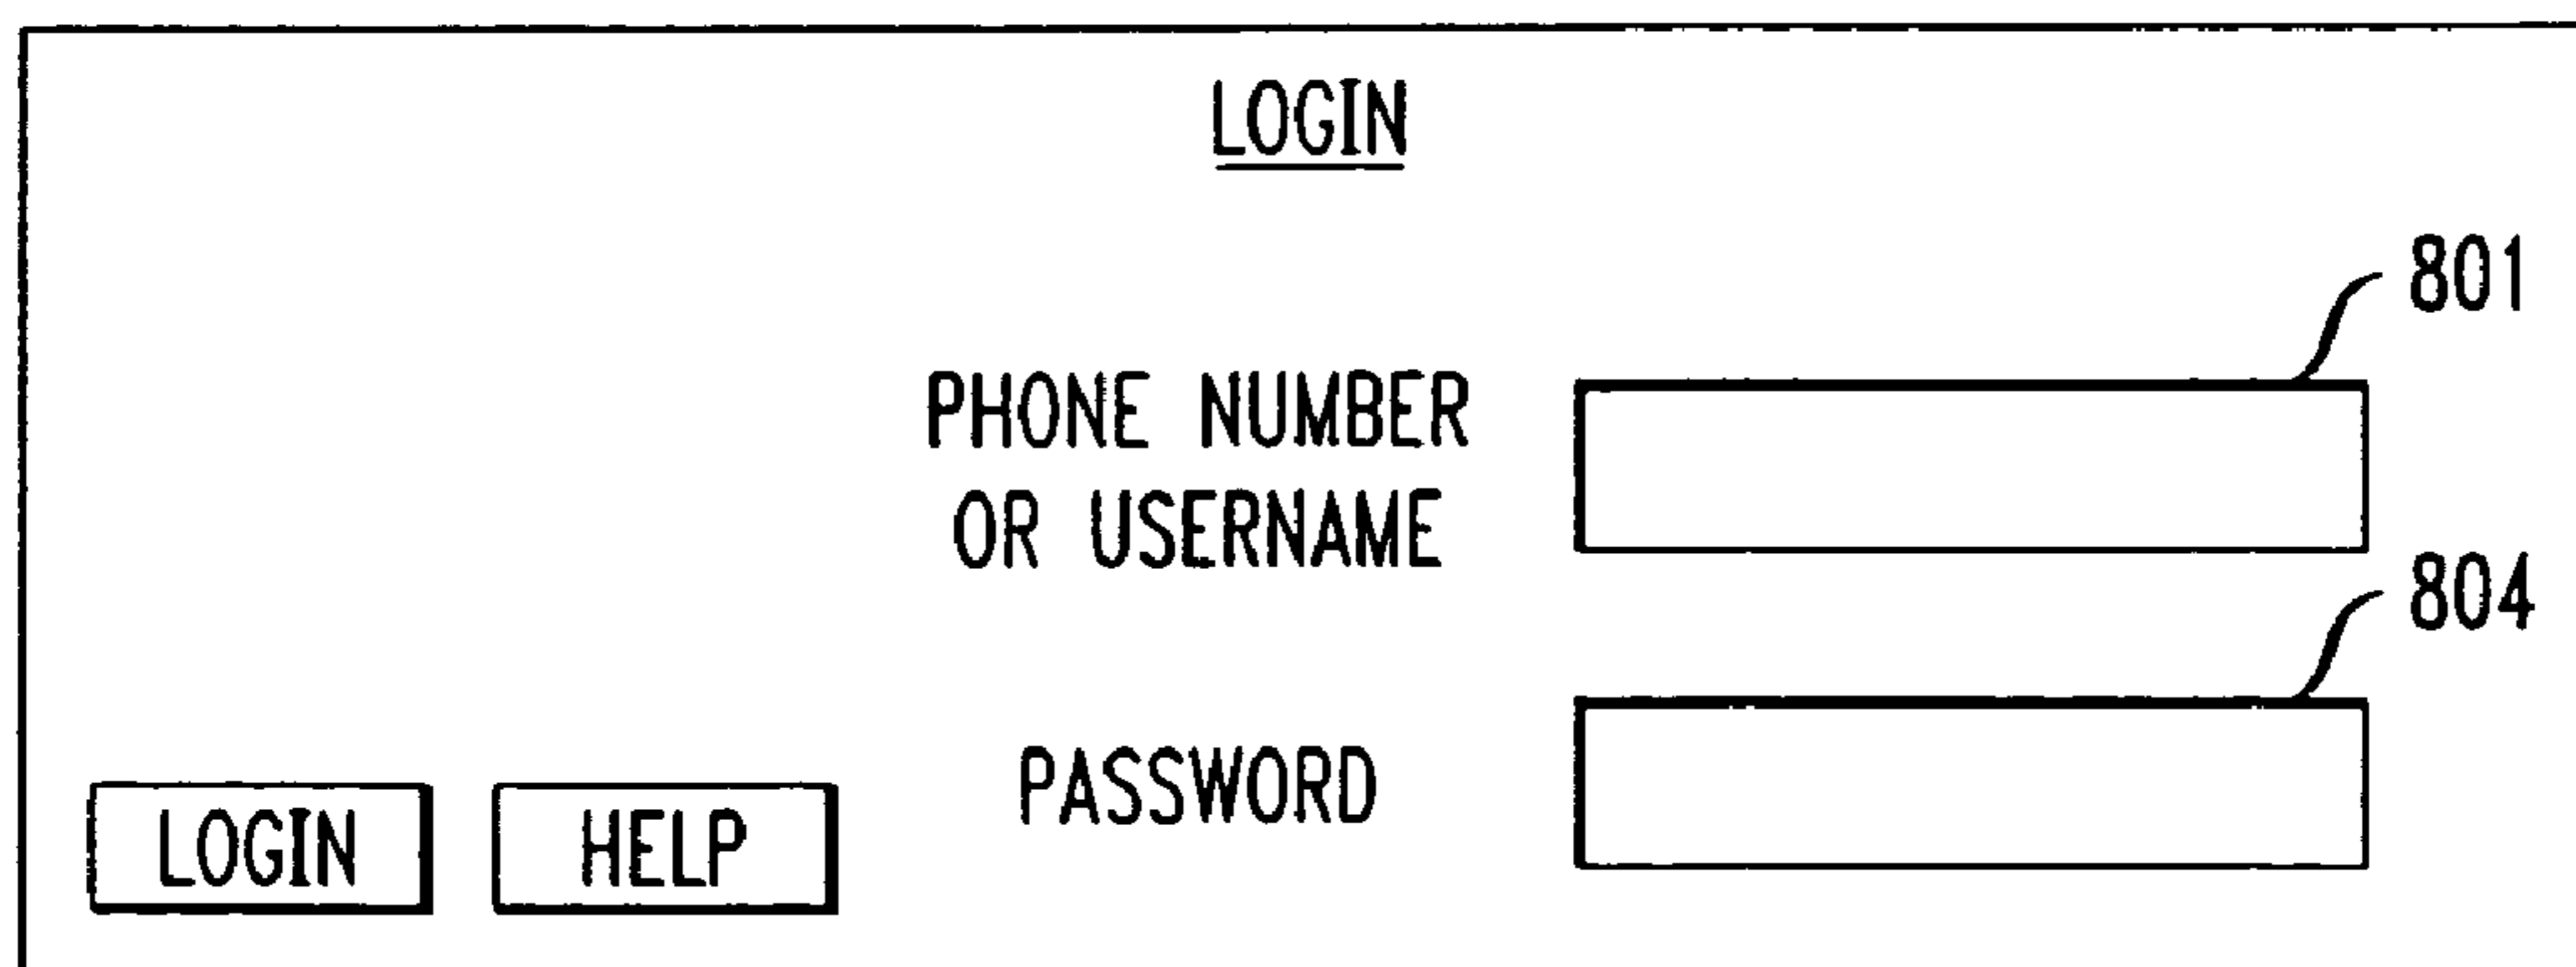 LOGIN
801
PHONE NUMBER
OR USERNAME
804
PASSWORD
LOGIN HELP